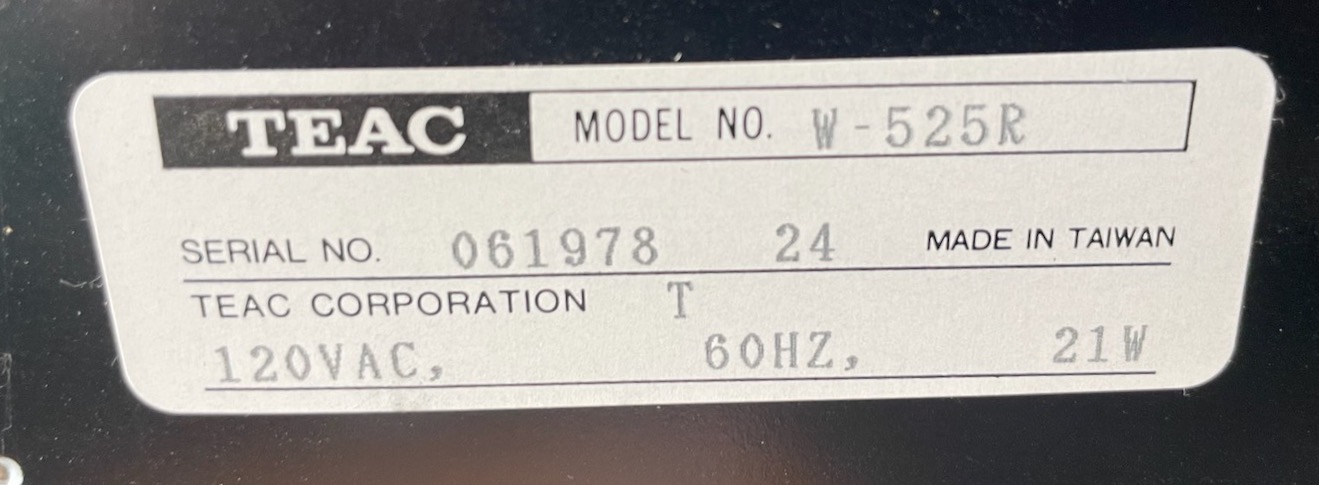 TEAC MODEL NO. W-525R
SERIAL NO. 061978 24 MADE IN TAIWAN
TEAC CORPORATION T
120VAC, 60HZ, 21W